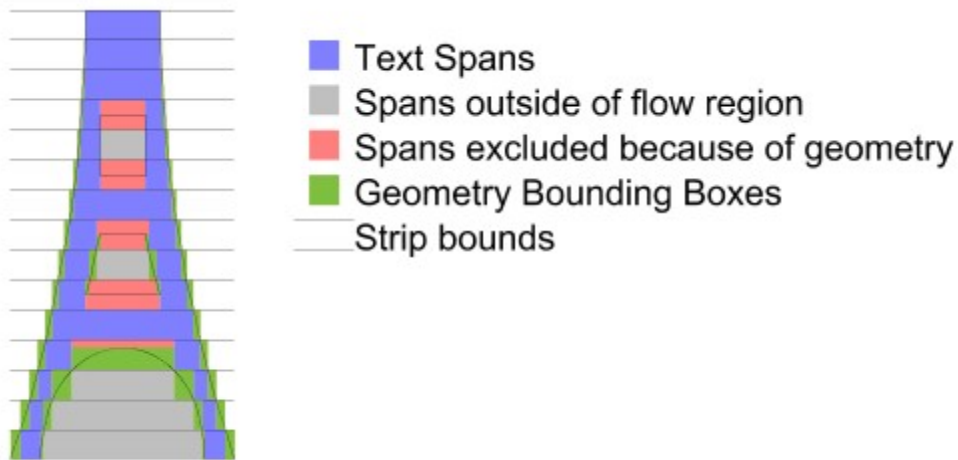 Text Spans
Spans outside of flow region
Spans excluded because of geometry
Geometry Bounding Boxes
Strip bounds